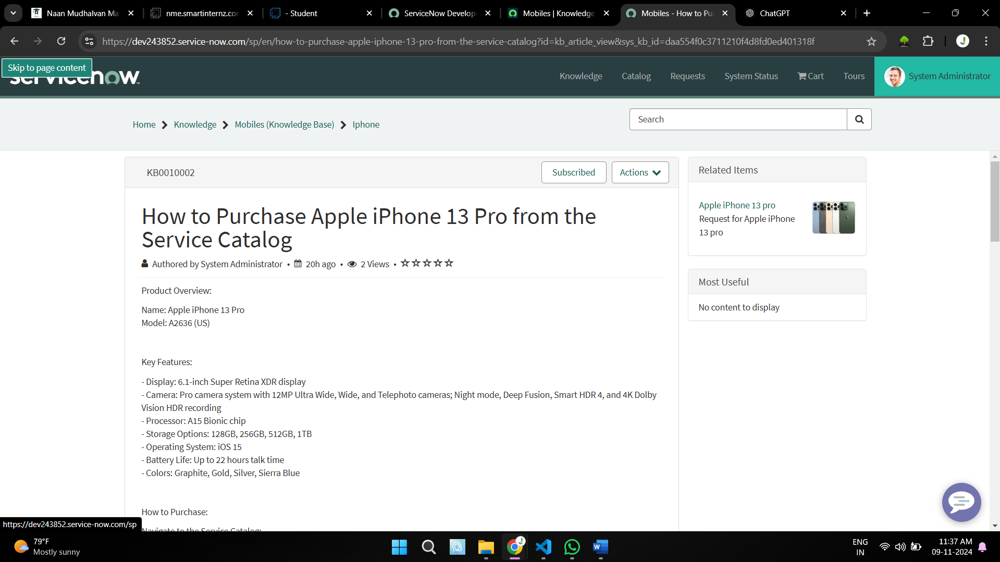 Naan Mudhalvan Ma
nme.smartinternz.con
- Student
ServiceNow Develop
Mobiles | Knowledge
Mobiles - How to Pu
ChatGPT
https://dev243852.service-now.com/sp/en/how-to-purchase-apple-iphone-13-pro-from-the-service-catalog?id=kb_article_view&sys_kb_id=daa554f0c3711210f4d8fd0ed401318f
Skip to page content
servicenow
Knowledge
Catalog
Requests
System Status
Cart
Tours
System Administrator
Home
Knowledge
Mobiles (Knowledge Base)
Iphone
Search
KB0010002
Subscribed
Actions
How to Purchase Apple iPhone 13 Pro from the
Service Catalog
Authored by System Administrator • 20h ago • 2 Views •
Product Overview:
Name: Apple iPhone 13 Pro
Model: A2636 (US)
Key Features:
- Display: 6.1-inch Super Retina XDR display
- Camera: Pro camera system with 12MP Ultra Wide, Wide, and Telephoto cameras; Night mode, Deep Fusion, Smart HDR 4, and 4K Dolby
Vision HDR recording
- Processor: A15 Bionic chip
- Storage Options: 128GB, 256GB, 512GB, 1TB
- Operating System: iOS 15
- Battery Life: Up to 22 hours talk time
- Colors: Graphite, Gold, Silver, Sierra Blue
How to Purchase:
Navigate to the Service Catalog:
Related Items
Apple iPhone 13 pro
Request for Apple iPhone
13 pro
Most Useful
No content to display
https://dev243852.service-now.com/sp
79°F
Mostly sunny
ENG
IN
11:37 AM
09-11-2024